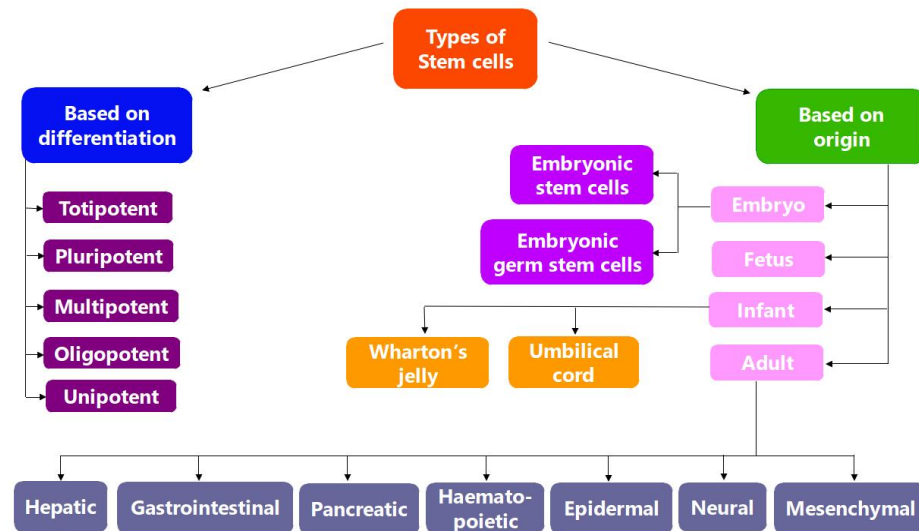 Types of
Stem cells
Based on
differentiation
Based on
origin
Totipotent
Pluripotent
Multipotent
Oligopotent
Unipotent
Embryonic
stem cells
Embryonic
germ stem cells
Embryo
Fetus
Infant
Adult
Wharton's
jelly
Umbilical
cord
Hepatic
Gastrointestinal
Pancreatic
Haemato-
poietic
Epidermal
Neural
Mesenchymal